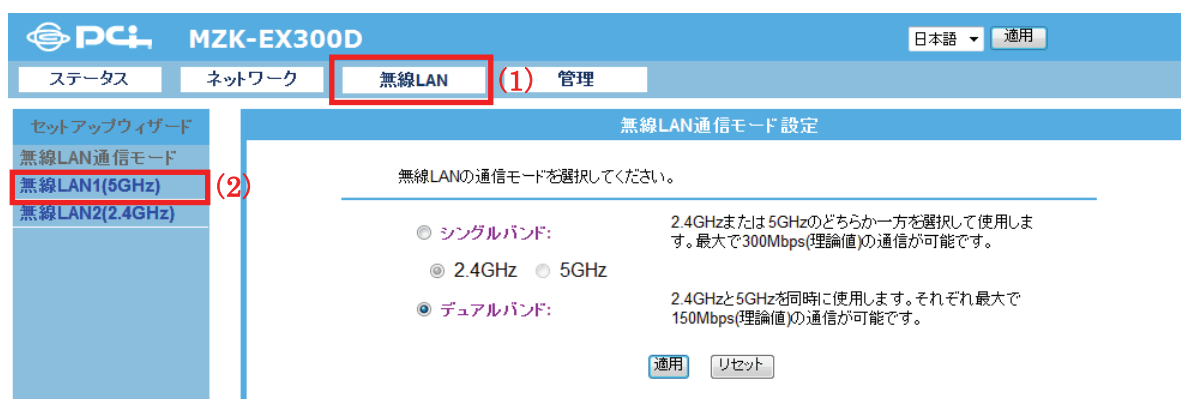 PCi MZK-EX300D 日本語 適用
ステータス ネットワーク 無線LAN (1) 管理
セットアップウィザード
無線LAN通信モード
無線LAN1(5GHz) (2)
無線LAN2(2.4GHz)
無線LAN通信モード設定
無線LANの通信モードを選択してください。
シングルバンド:
2.4GHzまたは5GHzのどちらか一方を選択して使用しま
す。最大で300Mbps(理論値)の通信が可能です。
2.4GHz 5GHz
デュアルバンド:
2.4GHzと5GHzを同時に使用します。それぞれ最大で
150Mbps(理論値)の通信が可能です。
適用 リセット